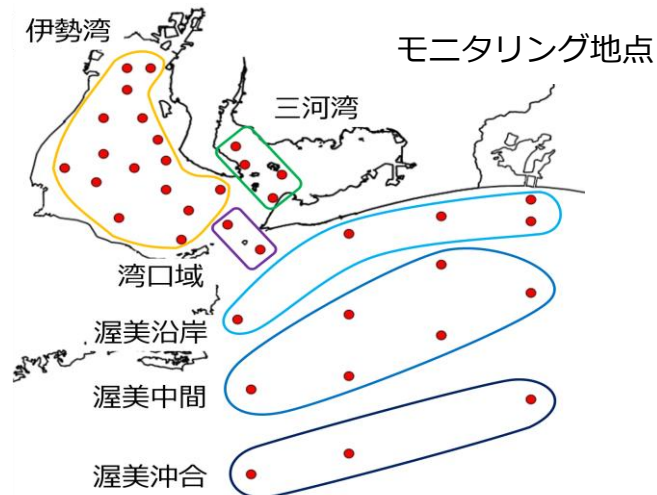 伊勢湾
モニタリング地点
三河湾
湾口域
渥美沿岸
渥美中間
渥美沖合